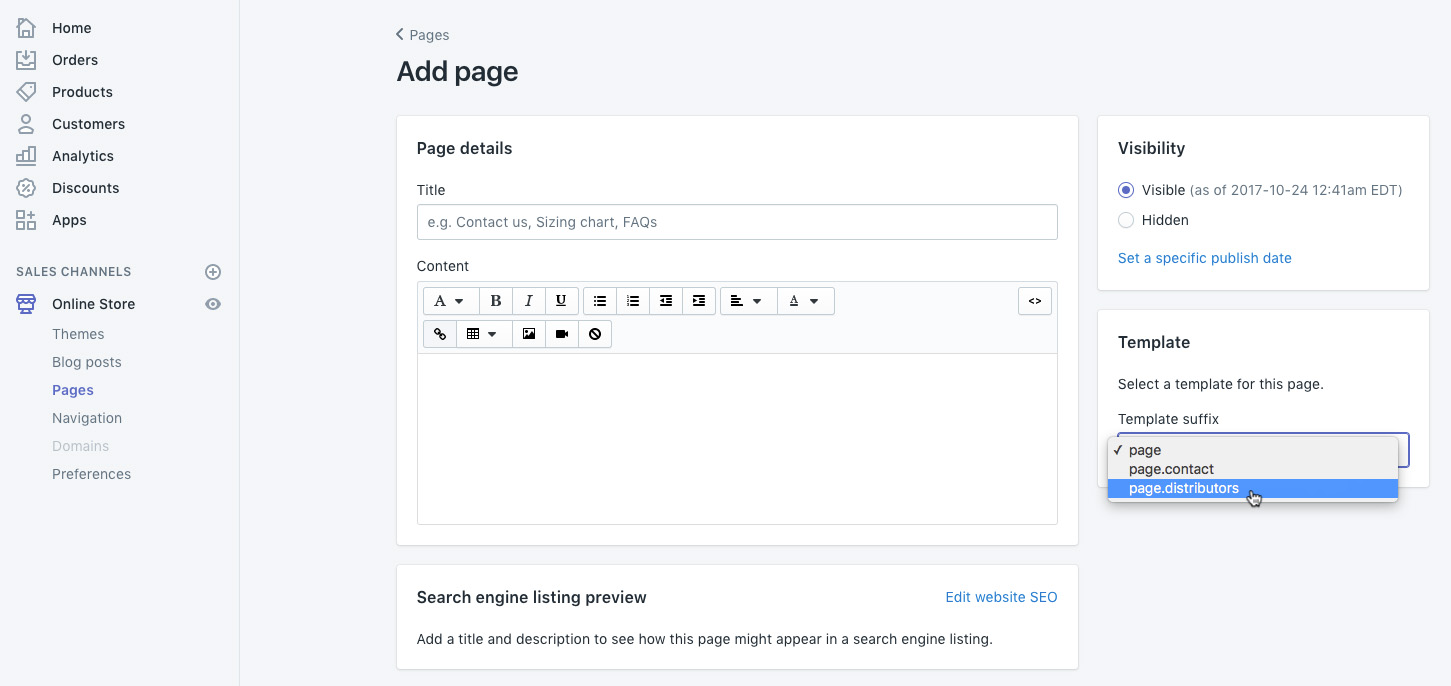 Home
Orders
Products
Customers
Analytics
Discounts
Apps
SALES CHANNELS
Online Store
Themes
Blog posts
Pages
Navigation
Domains
Preferences
Pages
Add page
Page details
Title
e.g. Contact us, Sizing chart, FAQs
Content
A B I U A <>
Search engine listing preview
Edit website SEO
Add a title and description to see how this page might appear in a search engine listing.
Visibility
Visible (as of 2017-10-24 12:41am EDT)
Hidden
Set a specific publish date
Template
Select a template for this page.
Template suffix
✓ page
page.contact
page.distributors